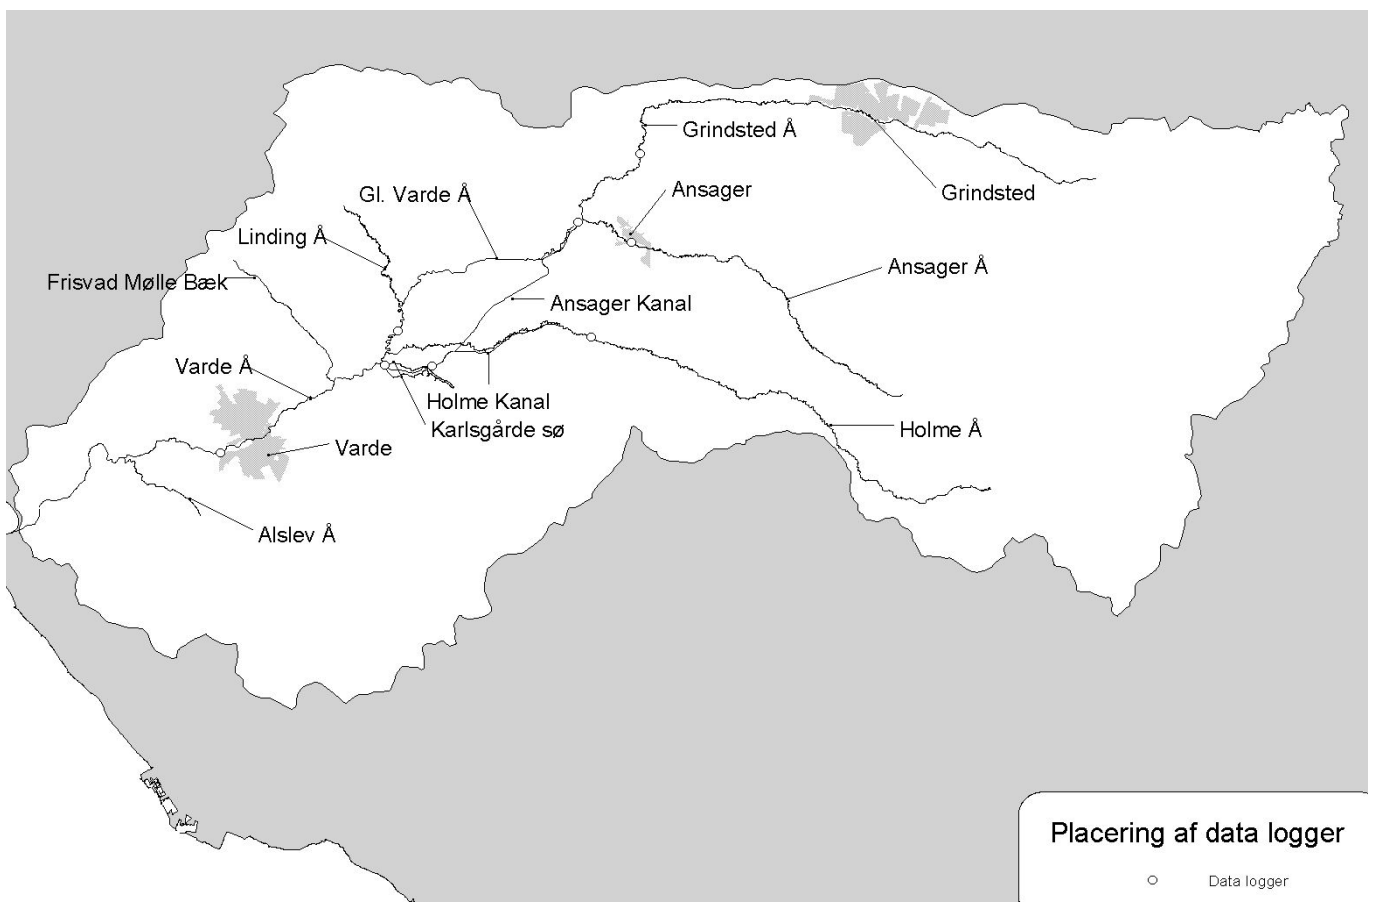 Grindsted Å
Ansager
Grindsted
Gl. Varde Å
Linding Å
Ansager Å
Frisvad Mølle Bæk
Ansager Kanal
Varde Å
Holme Kanal
Karlsgårde sø
Holme Å
Varde
Alslev Å
Placering af data logger
Data logger